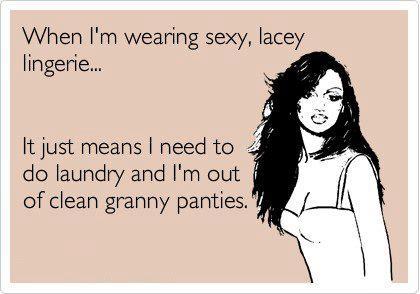 When I'm wearing sexy, lacey
lingerie...
It just means I need to
do laundry and I'm out
of clean granny panties.